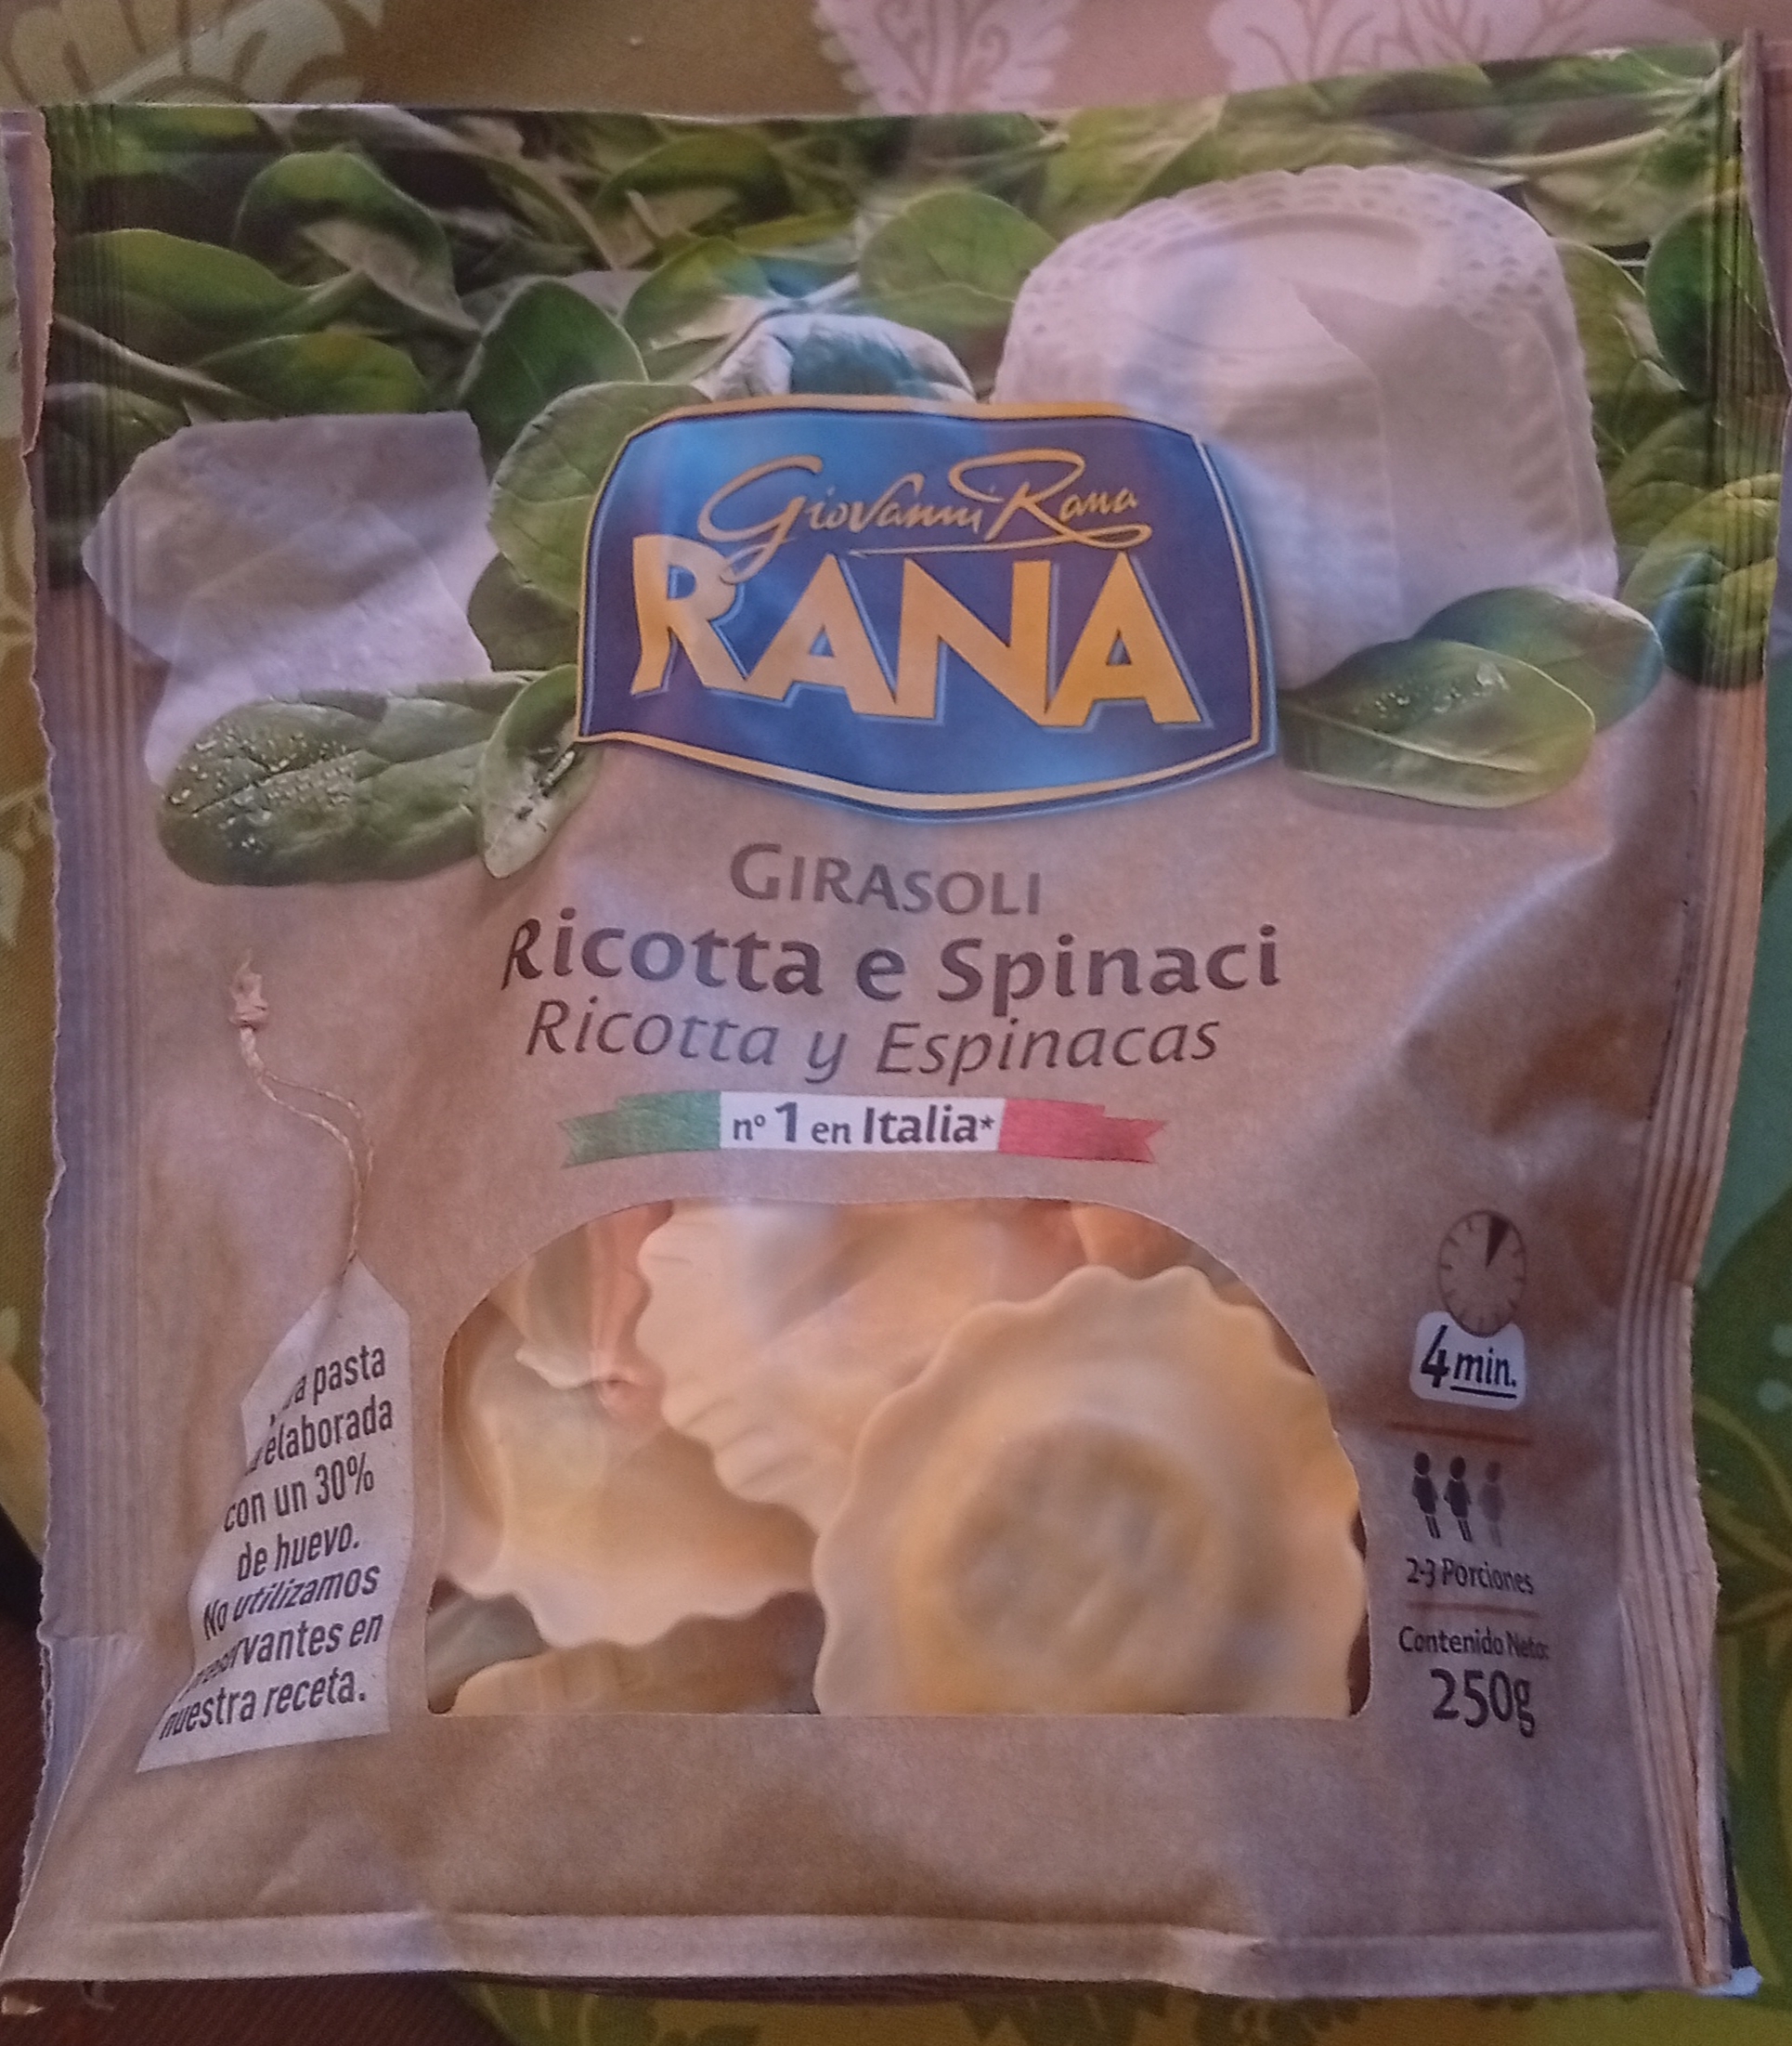 Giovanni Rana
RANA
GIRASOLI
Ricotta e Spinaci
Ricotta y Espinacas
nº 1 en Italia*
pasta
elaborada
con un 30%
de huevo.
No utilizamos
en
nuestra receta.
4 min.
2-3 Porciones
Contenido Neto:
250g